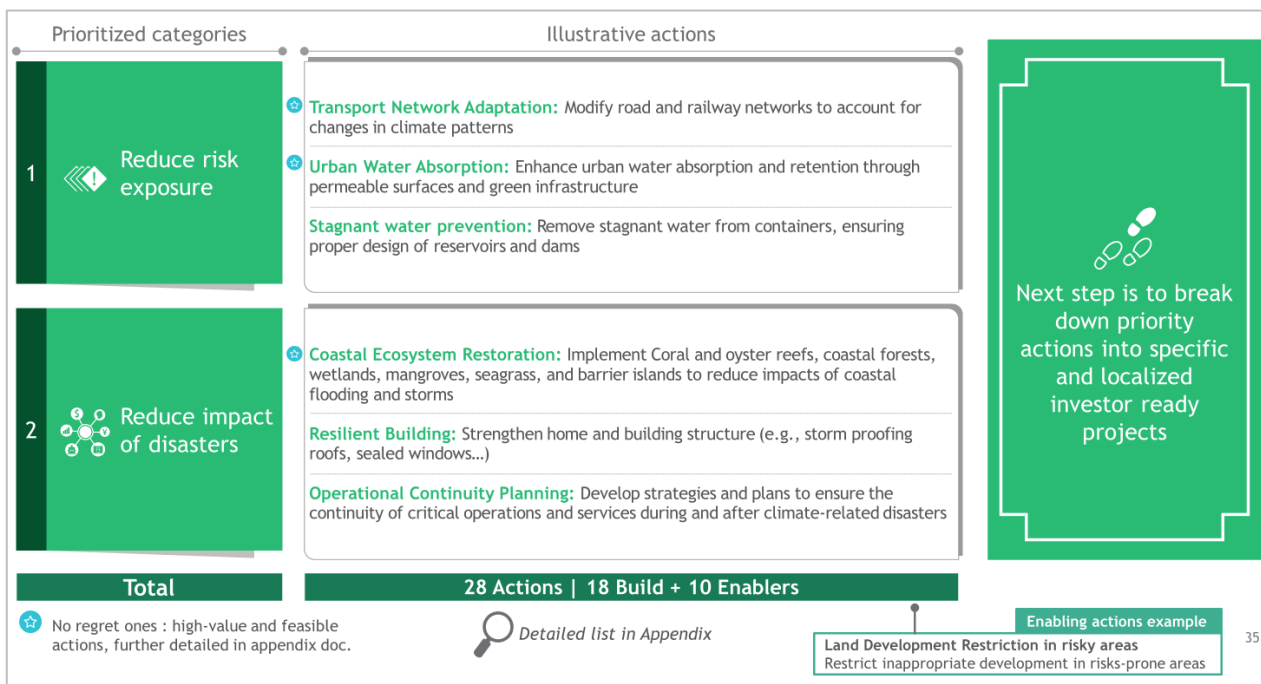 Prioritized categories
Illustrative actions
1
Reduce risk
exposure
Transport Network Adaptation: Modify road and railway networks to account for
changes in climate patterns
Urban Water Absorption: Enhance urban water absorption and retention through
permeable surfaces and green infrastructure
Stagnant water prevention: Remove stagnant water from containers, ensuring
proper design of reservoirs and dams
2
Reduce impact
of disasters
Coastal Ecosystem Restoration: Implement Coral and oyster reefs, coastal forests,
wetlands, mangroves, seagrass, and barrier islands to reduce impacts of coastal
flooding and storms
Resilient Building: Strengthen home and building structure (e.g., storm proofing
roofs, sealed windows…)
Operational Continuity Planning: Develop strategies and plans to ensure the
continuity of critical operations and services during and after climate-related disasters
Next step is to break
down priority
actions into specific
and localized
investor ready
projects
Total
28 Actions | 18 Build + 10 Enablers
No regret ones : high-value and feasible
actions, further detailed in appendix doc.
Detailed list in Appendix
Enabling actions example
Land Development Restriction in risky areas
Restrict inappropriate development in risks-prone areas
35